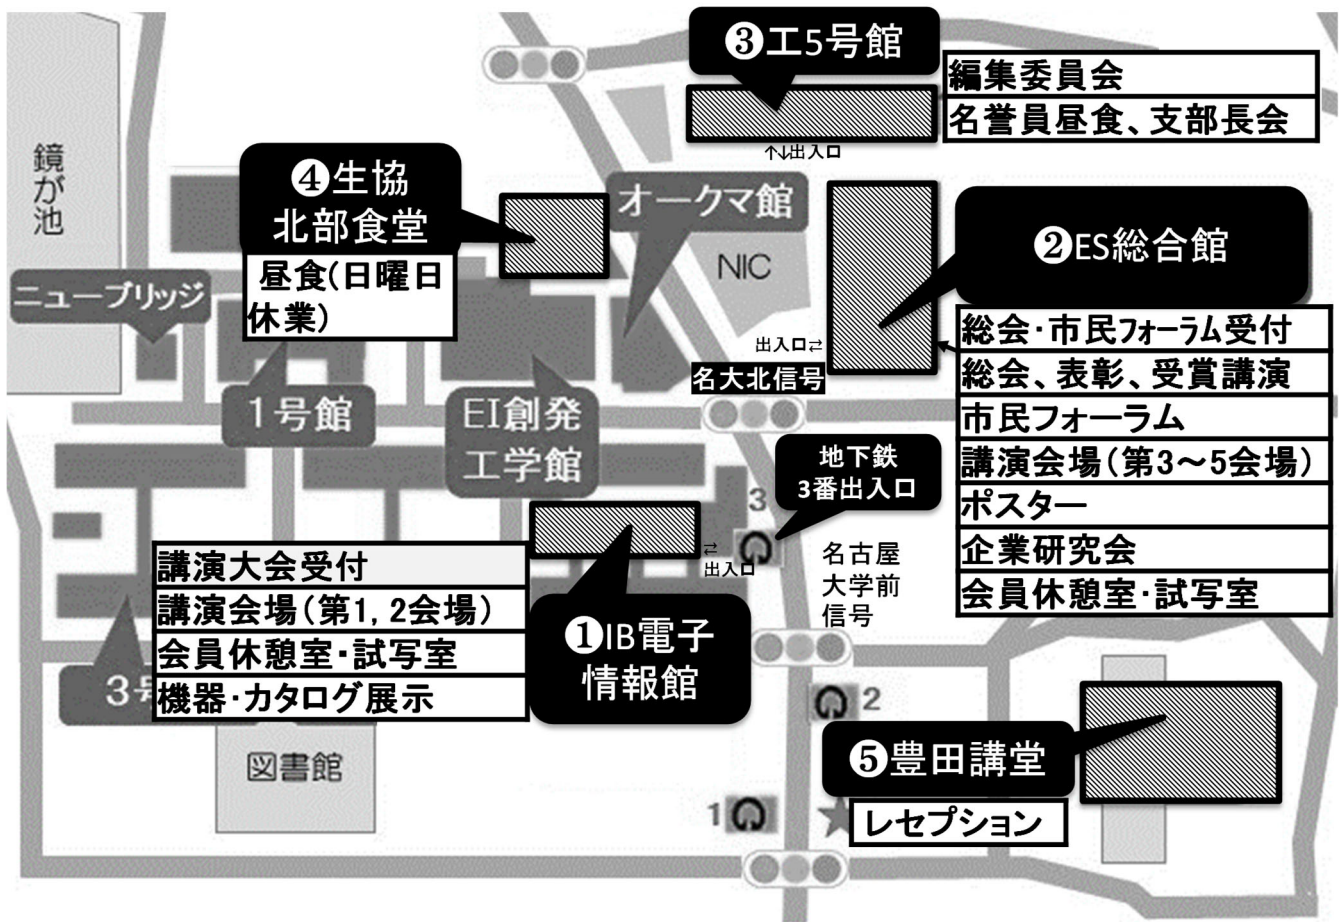 ❸工5号館
編集委員会
名誉員昼食、支部長会
↑↓出入口
鏡が池
❹生協
北部食堂
昼食(日曜日
休業)
オークマ館
NIC
❷ES総合館
ニューブリッジ
出入口⇄
名大北信号
総会・市民フォーラム受付
総会、表彰、受賞講演
市民フォーラム
講演会場(第3～5会場)
ポスター
企業研究会
会員休憩室・試写室
1号館
EI創発
工学館
地下鉄
3番出入口
3
⇄
出入口
名古屋
大学前
信号
講演大会受付
講演会場(第1,2会場)
会員休憩室・試写室
機器・カタログ展示
❶IB電子
情報館
3号
2
図書館
❺豊田講堂
レセプション
1